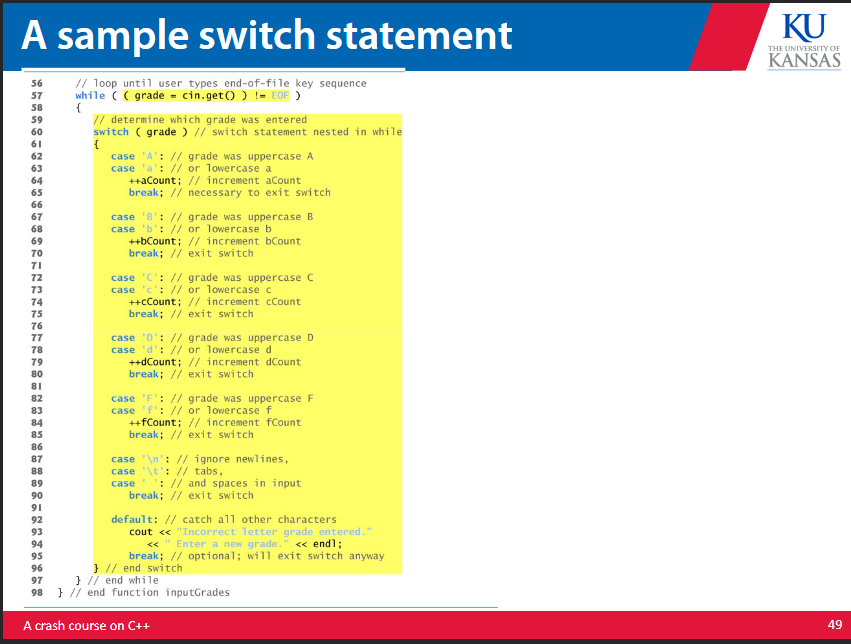 A sample switch statement
KU
THE UNIVERSITY OF
KANSAS
56 // loop until user types end-of-file key sequence
57 while ( ( grade = cin.get() ) != EOF )
58 {
59 // determine which grade was entered
60 switch ( grade ) // switch statement nested in while
61 {
62 case 'A': // grade was uppercase A
63 case 'a': // or lowercase a
64 ++aCount; // increment aCount
65 break; // necessary to exit switch
66
67 case 'B': // grade was uppercase B
68 case 'b': // or lowercase b
69 ++bCount; // increment bCount
70 break; // exit switch
71
72 case 'C': // grade was uppercase C
73 case 'c': // or lowercase c
74 ++cCount; // increment cCount
75 break; // exit switch
76
77 case 'D': // grade was uppercase D
78 case 'd': // or lowercase d
79 ++dCount; // increment dCount
80 break; // exit switch
81
82 case 'F': // grade was uppercase F
83 case 'f': // or lowercase f
84 ++fCount; // increment fCount
85 break; // exit switch
86
87 case '\n': // ignore newlines,
88 case '\t': // tabs,
89 case ' ': // and spaces in input
90 break; // exit switch
91
92 default: // catch all other characters
93 cout << "Incorrect letter grade entered."
94 << " Enter a new grade." << endl;
95 break; // optional; will exit switch anyway
96 } // end switch
97 } // end while
98 } // end function inputGrades
A crash course on C++
49